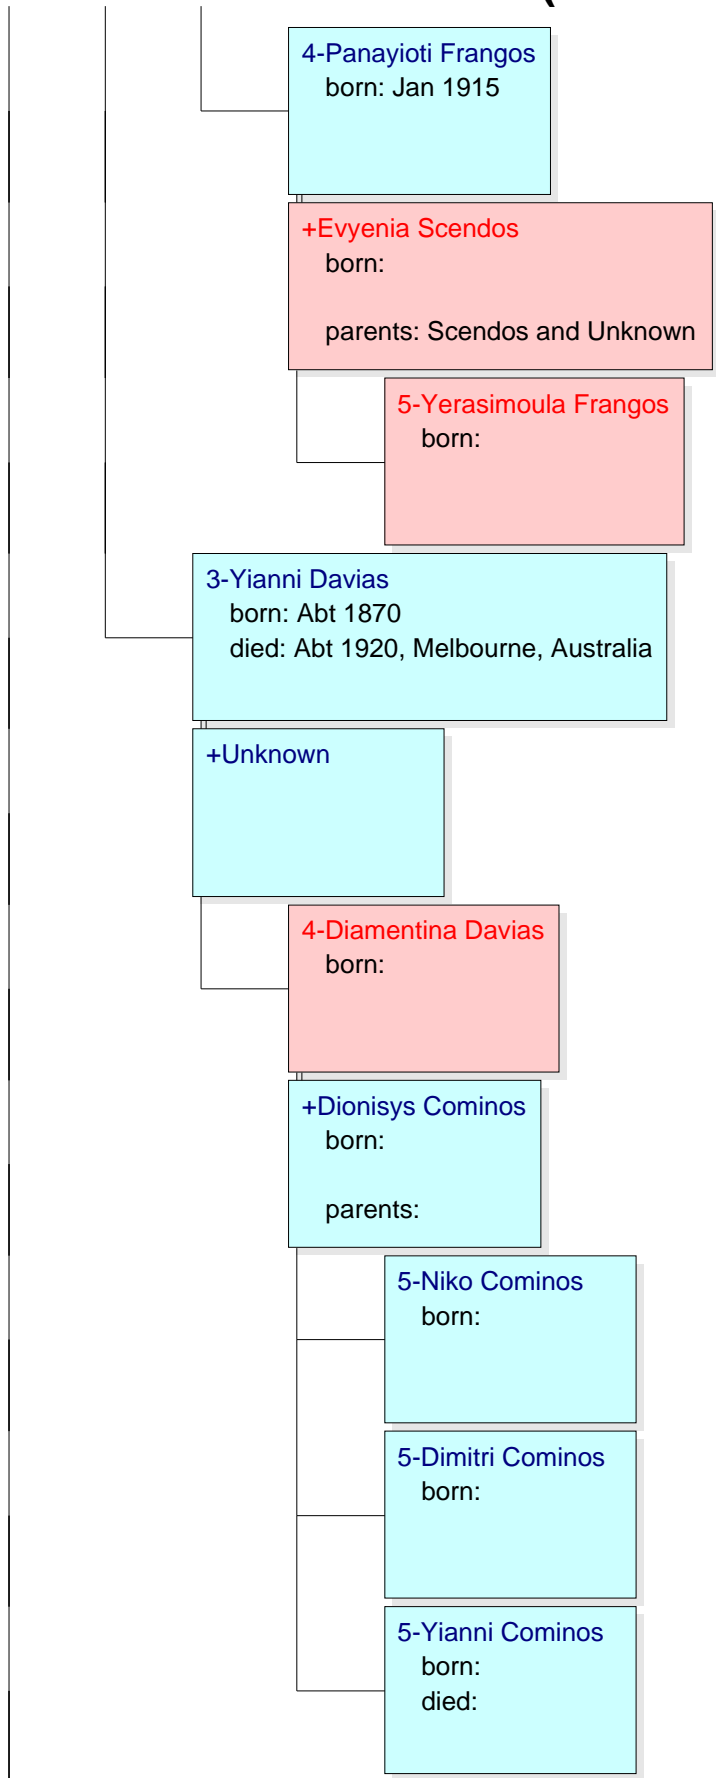 4-Panayioti Frangos
born: Jan 1915
+Evyenia Scendos
born:
parents: Scendos and Unknown
5-Yerasimoula Frangos
born:
3-Yianni Davias
born: Abt 1870
died: Abt 1920, Melbourne, Australia
+Unknown
4-Diamentina Davias
born:
+Dionisys Cominos
born:
parents:
5-Niko Cominos
born:
5-Dimitri Cominos
born:
5-Yianni Cominos
born:
died: